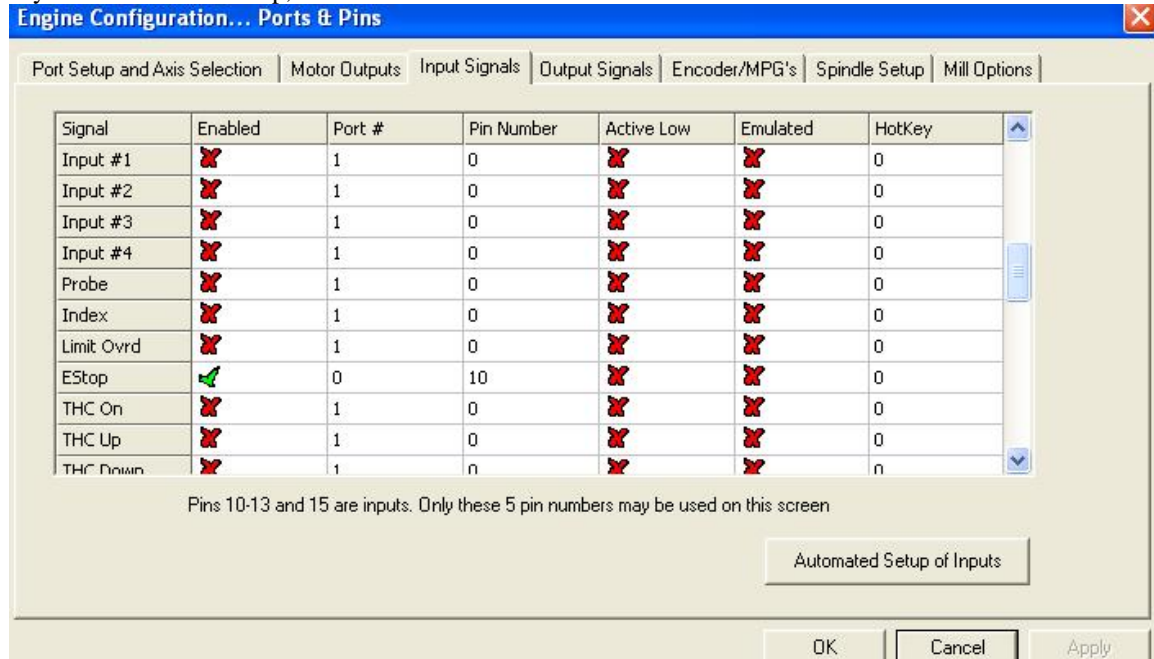 Engine Configuration... Ports & Pins
Port Setup and Axis Selection Motor Outputs Input Signals Output Signals Encoder/MPG's Spindle Setup Mill Options
Signal Enabled Port # Pin Number Active Low Emulated HotKey
Input #1 1 0 0
Input #2 1 0 0
Input #3 1 0 0
Input #4 1 0 0
Probe 1 0 0
Index 1 0 0
Limit Ovrd 1 0 0
EStop 0 10 0
THC On 1 0 0
THC Up 1 0 0
THC Down 1 0 0
Pins 10-13 and 15 are inputs. Only these 5 pin numbers may be used on this screen
Automated Setup of Inputs
OK Cancel Apply